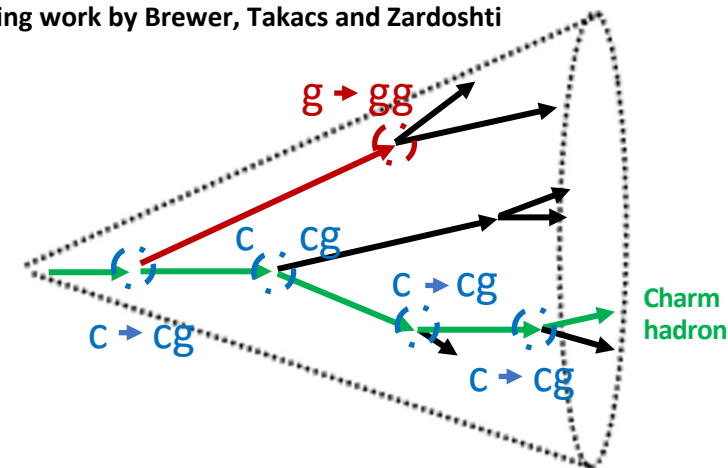 ing work by Brewer, Takacs and Zardoshti
g → gg
c cg
c → cg
Charm
hadron
c → cg
c → cg